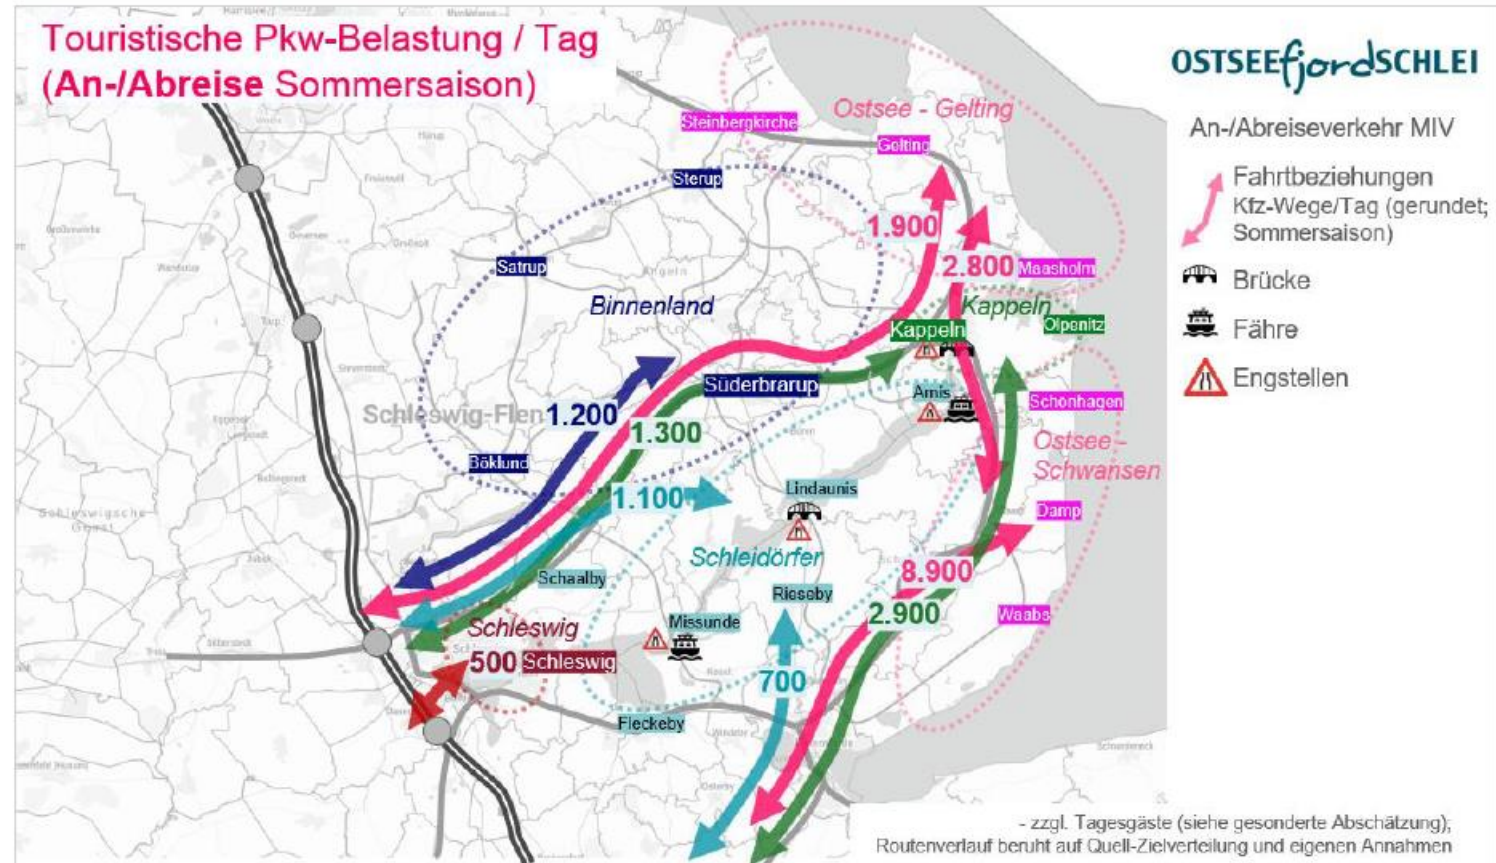 Touristische Pkw-Belastung / Tag
(An-/Abreise Sommersaison)
OSTSEEfjordSCHLEI
An-/Abreiseverkehr MIV
Fahrtbeziehungen
Kfz-Wege/Tag (gerundet;
Sommersaison)
Brücke
Fähre
Engstellen
Ostsee - Gelting
Steinbergkirche
Gelting
Sterup
1.900
Satrup
2.800
Maasholm
Angeln
Binnenland
Kappeln
Olpenitz
Kappeln
Süderbrarup
Arnis
Schönhagen
Schleswig-Flen
1.200
1.300
Ostsee -
Schwansen
Böklund
1.100
Lindaunis
Damp
Schleidörfer
8.900
Schaalby
Rieseby
2.900
Waabs
Missunde
Schleswig
500
Schleswig
700
Fleckeby
- zzgl. Tagesgäste (siehe gesonderte Abschätzung);
Routenverlauf beruht auf Quell-Zielverteilung und eigenen Annahmen